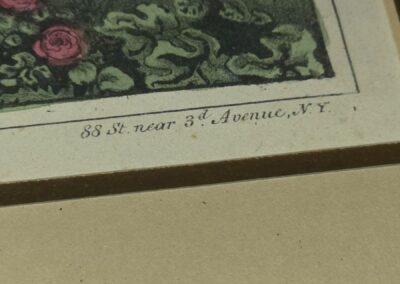 88 St. near 3d. Avenue, N.Y.